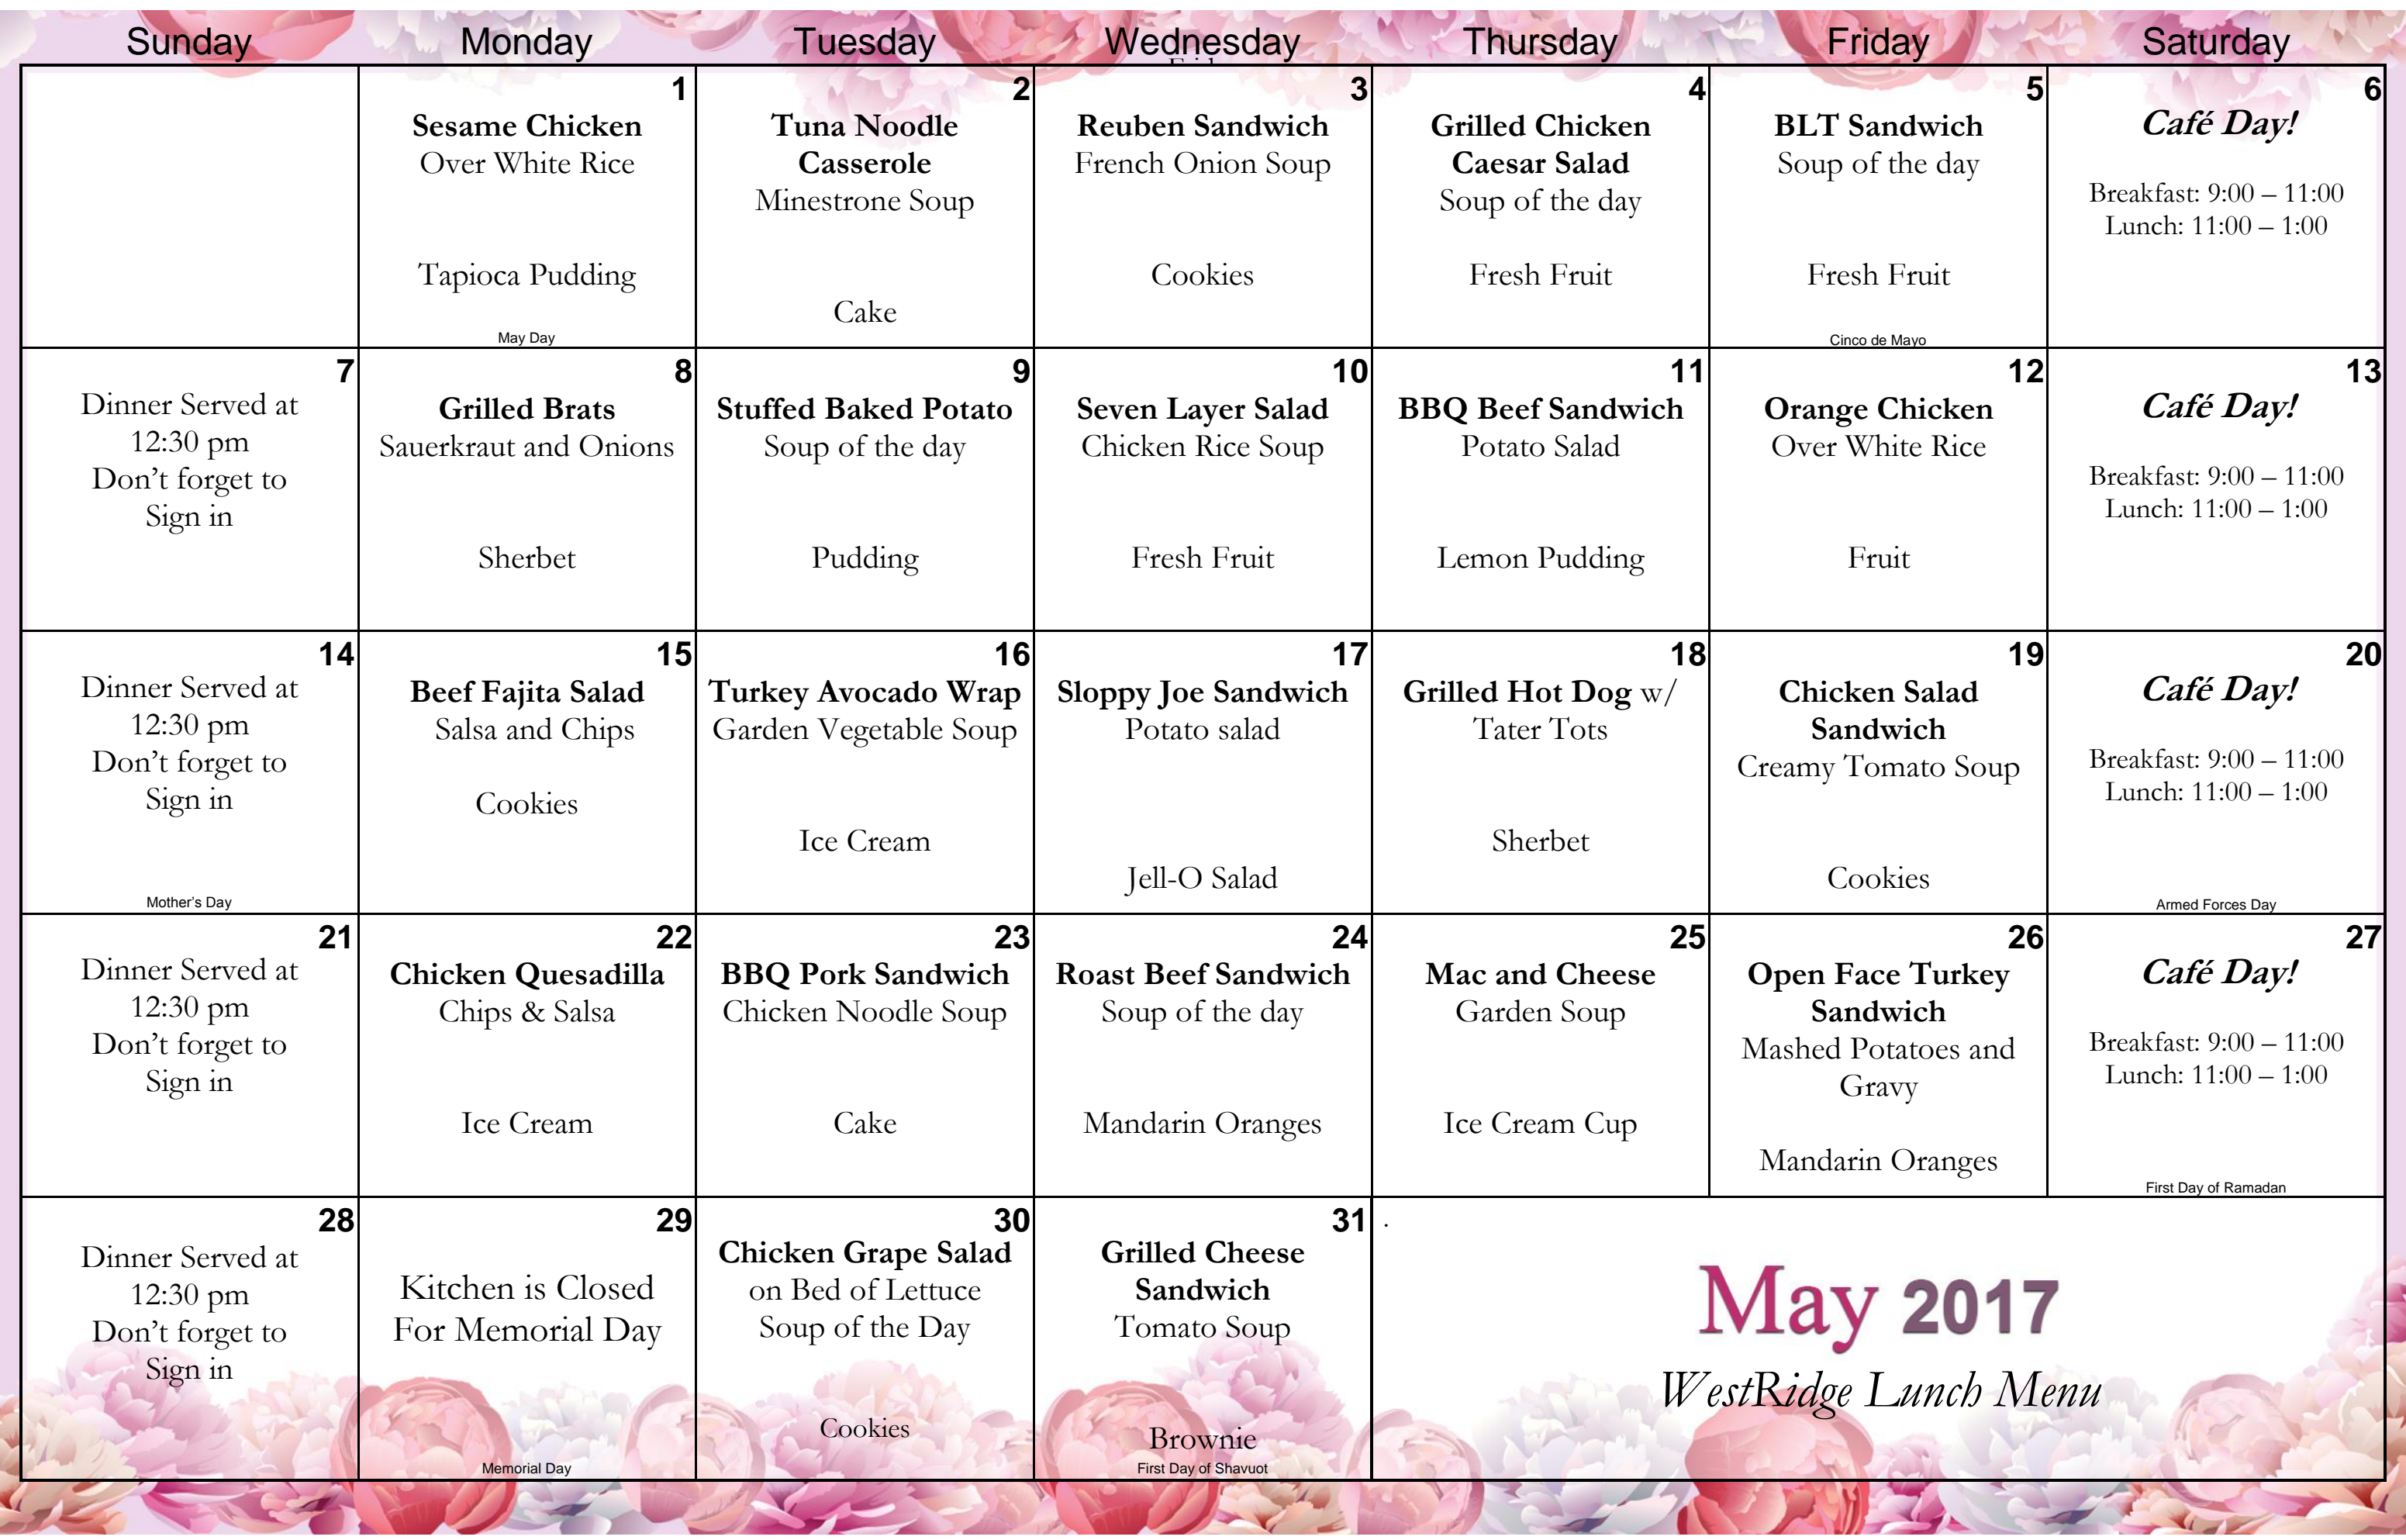 Sunday
Monday
Tuesday
Wednesday
Thursday
Friday
Saturday
1
Sesame Chicken
Over White Rice
Tapioca Pudding
May Day
2
Tuna Noodle
Casserole
Minestrone Soup
Cake
3
Reuben Sandwich
French Onion Soup
Cookies
4
Grilled Chicken
Caesar Salad
Soup of the day
Fresh Fruit
5
BLT Sandwich
Soup of the day
Fresh Fruit
Cinco de Mayo
6
Café Day!
Breakfast: 9:00 – 11:00
Lunch: 11:00 – 1:00
7
Dinner Served at
12:30 pm
Don't forget to
Sign in
8
Grilled Brats
Sauerkraut and Onions
Sherbet
9
Stuffed Baked Potato
Soup of the day
Pudding
10
Seven Layer Salad
Chicken Rice Soup
Fresh Fruit
11
BBQ Beef Sandwich
Potato Salad
Lemon Pudding
12
Orange Chicken
Over White Rice
Fruit
13
Café Day!
Breakfast: 9:00 – 11:00
Lunch: 11:00 – 1:00
14
Dinner Served at
12:30 pm
Don't forget to
Sign in
Mother's Day
15
Beef Fajita Salad
Salsa and Chips
Cookies
16
Turkey Avocado Wrap
Garden Vegetable Soup
Ice Cream
17
Sloppy Joe Sandwich
Potato salad
Jell-O Salad
18
Grilled Hot Dog w/
Tater Tots
Sherbet
19
Chicken Salad
Sandwich
Creamy Tomato Soup
Cookies
20
Café Day!
Breakfast: 9:00 – 11:00
Lunch: 11:00 – 1:00
Armed Forces Day
21
Dinner Served at
12:30 pm
Don't forget to
Sign in
22
Chicken Quesadilla
Chips & Salsa
Ice Cream
23
BBQ Pork Sandwich
Chicken Noodle Soup
Cake
24
Roast Beef Sandwich
Soup of the day
Mandarin Oranges
25
Mac and Cheese
Garden Soup
Ice Cream Cup
26
Open Face Turkey
Sandwich
Mashed Potatoes and
Gravy
Mandarin Oranges
27
Café Day!
Breakfast: 9:00 – 11:00
Lunch: 11:00 – 1:00
First Day of Ramadan
28
Dinner Served at
12:30 pm
Don't forget to
Sign in
29
Kitchen is Closed
For Memorial Day
Memorial Day
30
Chicken Grape Salad
on Bed of Lettuce
Soup of the Day
Cookies
31
Grilled Cheese
Sandwich
Tomato Soup
Brownie
First Day of Shavuot
.
May 2017
WestRidge Lunch Menu